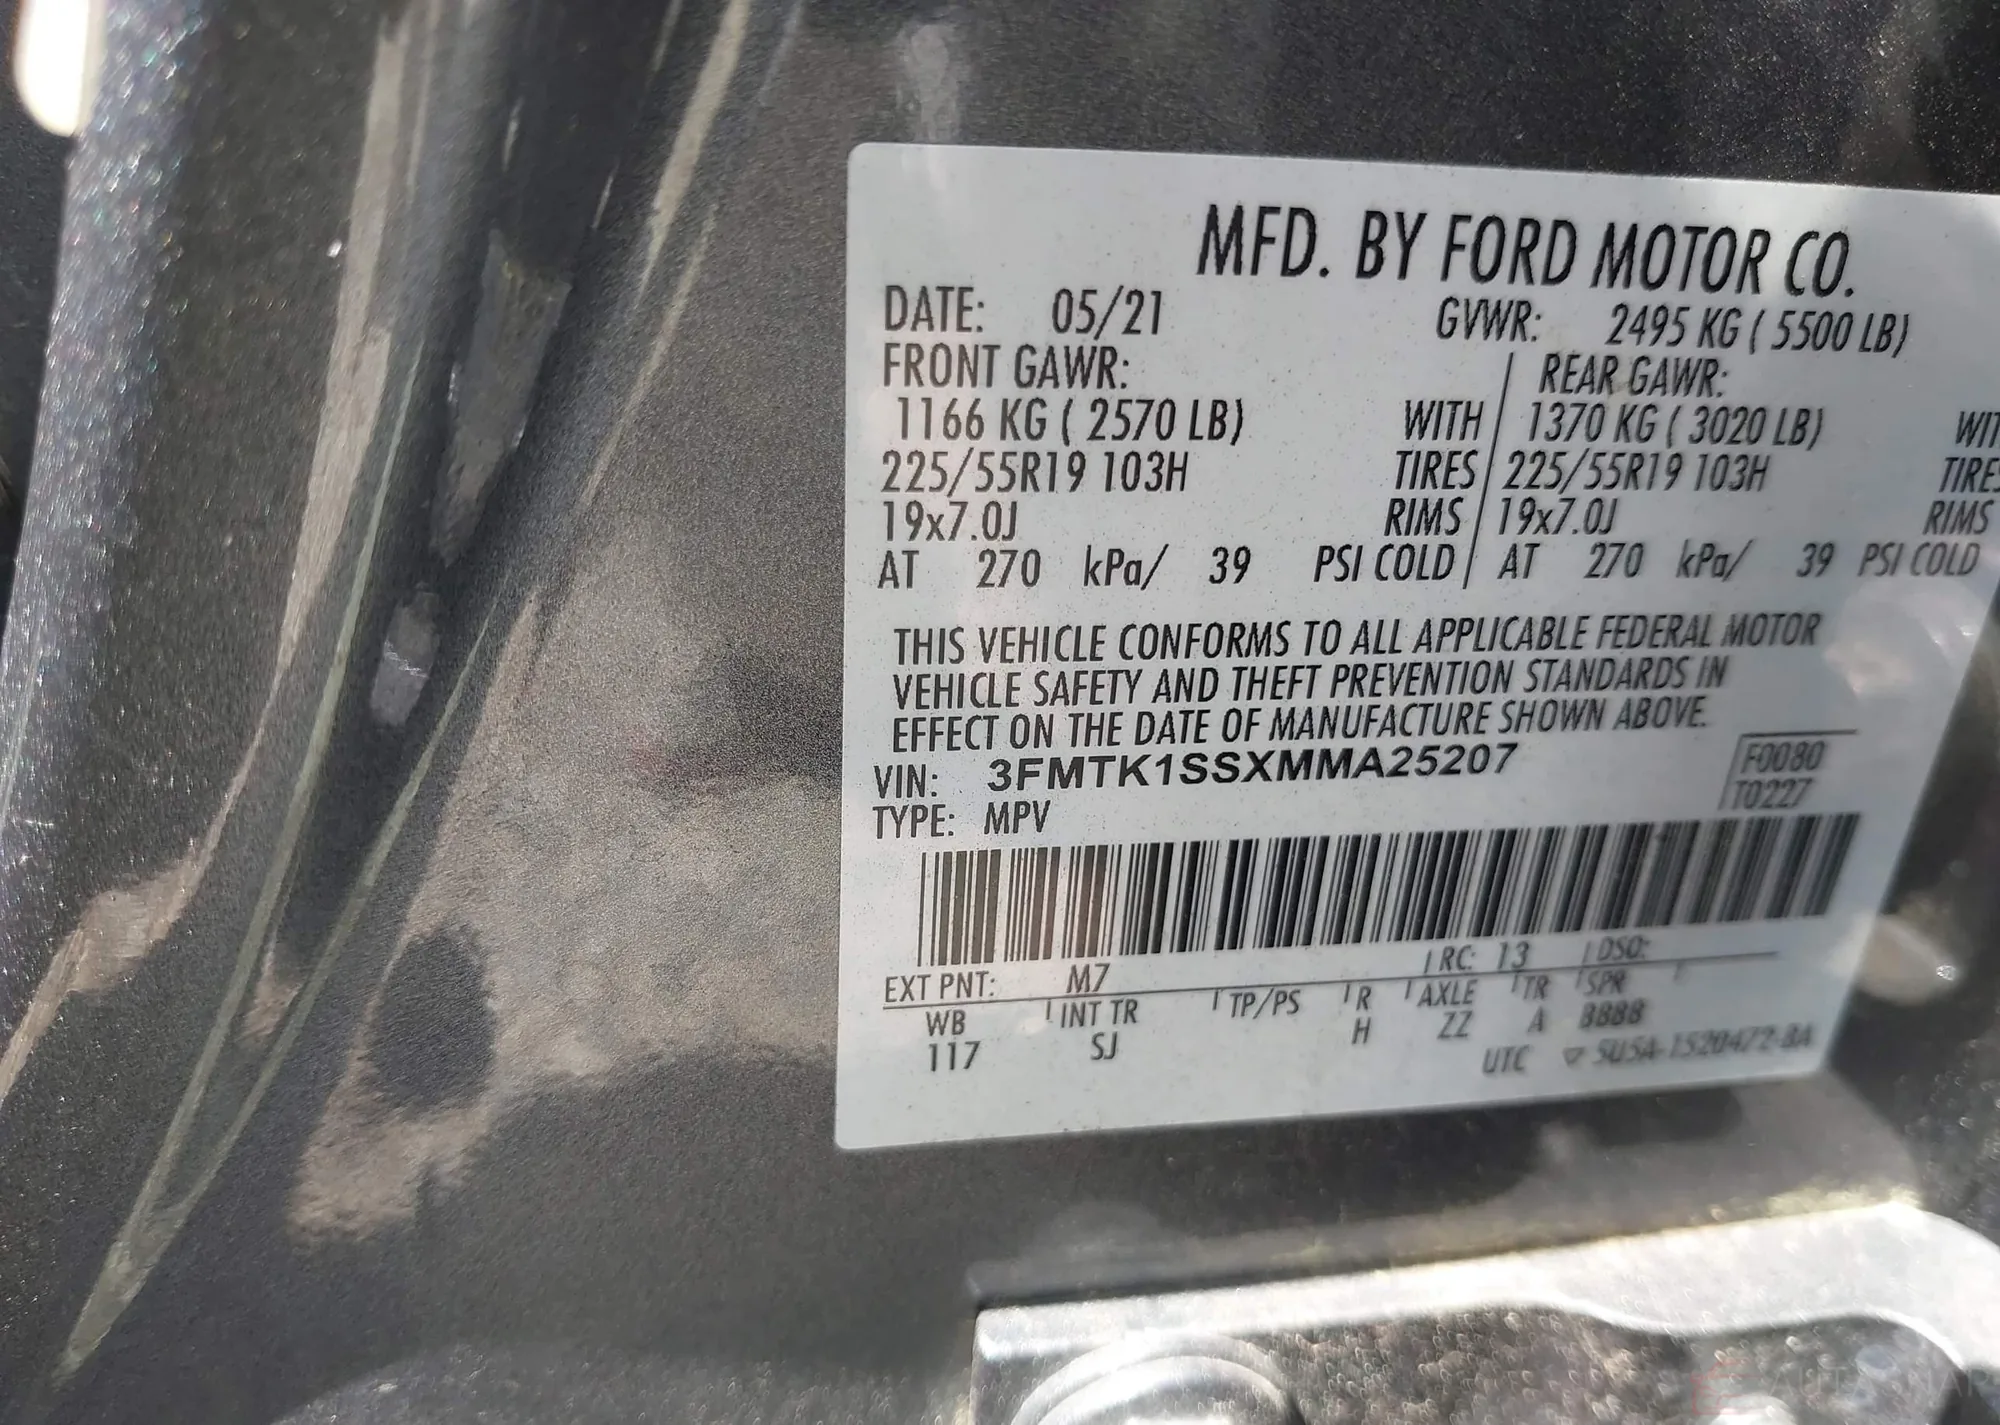 MFD. BY FORD MOTOR CO.
DATE: 05/21 GVWR: 2495 KG ( 5500 LB)
FRONT GAWR: REAR GAWR:
1166 KG ( 2570 LB) WITH 1370 KG ( 3020 LB) WIT
225/55R19 103H TIRES 225/55R19 103H TIRES
19x7.0J RIMS 19x7.0J RIMS
AT 270 kPa/ 39 PSI COLD AT 270 kPa/ 39 PSI COLD
THIS VEHICLE CONFORMS TO ALL APPLICABLE FEDERAL MOTOR
VEHICLE SAFETY AND THEFT PREVENTION STANDARDS IN
EFFECT ON THE DATE OF MANUFACTURE SHOWN ABOVE.
VIN: 3FMTK1SSXMMA25207 F0080
TYPE: MPV T0227
EXT PNT: M7 RC: 13 DSO:
WB INT TR TP/PS R AXLE TR SPR
117 SJ H ZZ A 8888
UTC